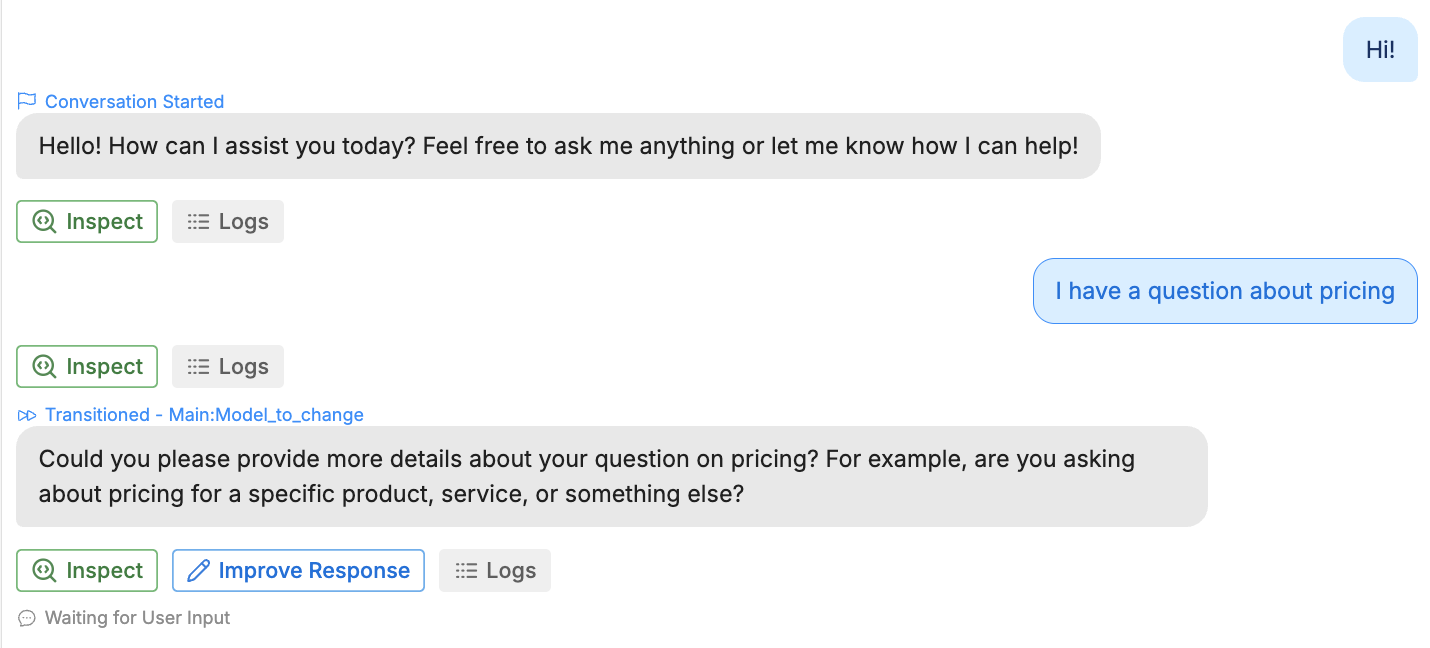 Hi!
Conversation Started
Hello! How can I assist you today? Feel free to ask me anything or let me know how I can help!
Inspect
Logs
I have a question about pricing
Inspect
Logs
Transitioned - Main:Model_to_change
Could you please provide more details about your question on pricing? For example, are you asking
about pricing for a specific product, service, or something else?
Inspect
Improve Response
Logs
Waiting for User Input